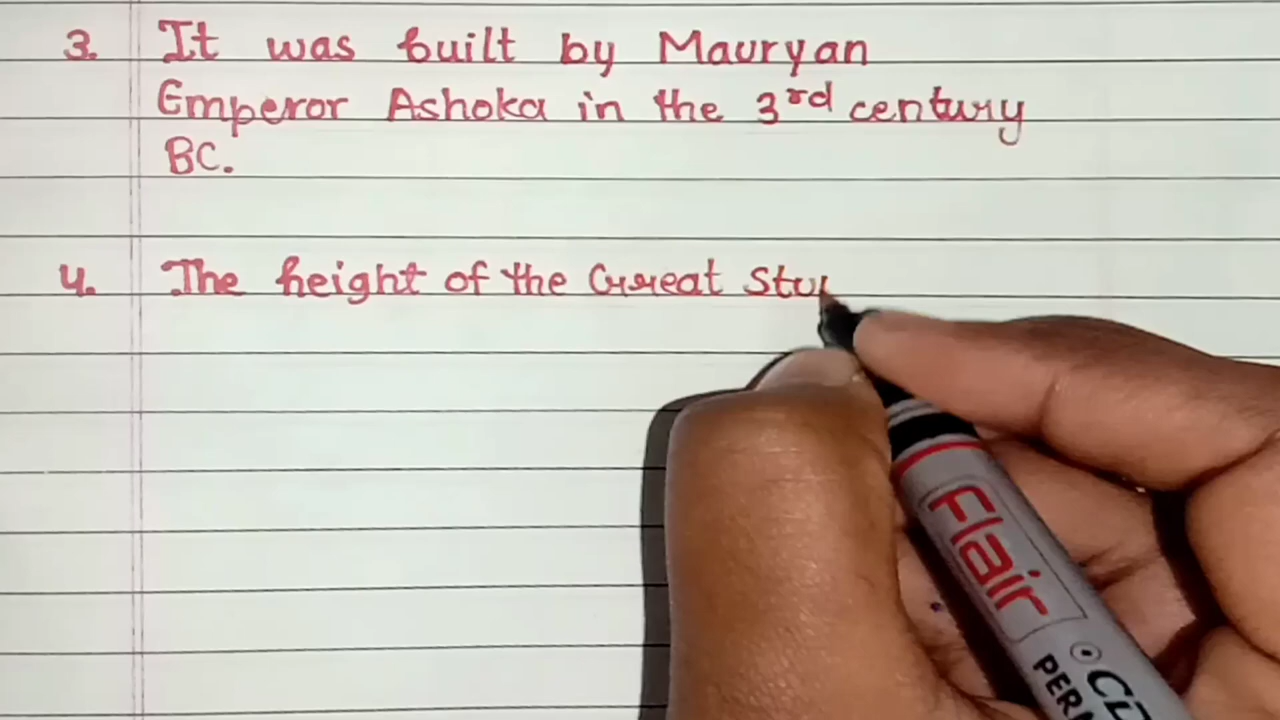 3. It was built by Mauryan
Emperor Ashoka in the 3rd century
BC.
4. The height of the Great Stu
Flair